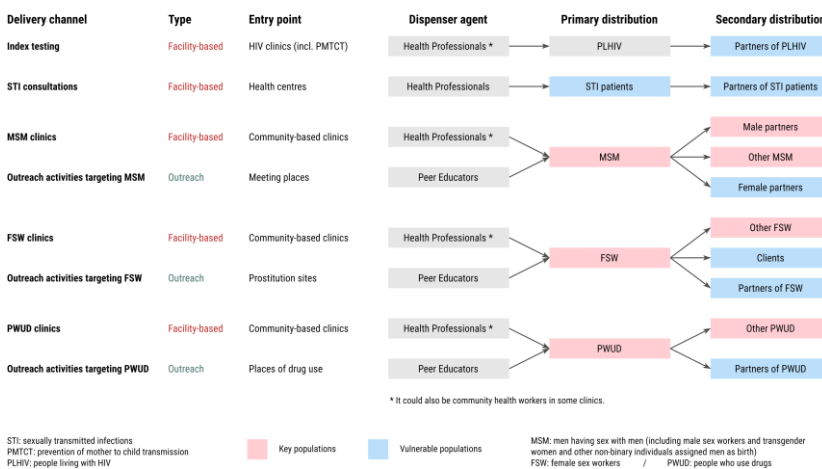 Delivery channel Type Entry point Dispenser agent Primary distribution Secondary distribution
Index testing Facility-based HIV clinics (incl. PMTCT) Health Professionals * PLHIV Partners of PLHIV
STI consultations Facility-based Health centres Health Professionals STI patients Partners of STI patients
Male partners
MSM clinics Facility-based Community-based clinics Health Professionals *
MSM Other MSM
Outreach activities targeting MSM Outreach Meeting places Peer Educators
Female partners
Other FSW
FSW clinics Facility-based Community-based clinics Health Professionals *
FSW Clients
Outreach activities targeting FSW Outreach Prostitution sites Peer Educators
Partners of FSW
PWUD clinics Facility-based Community-based clinics Health Professionals * Other PWUD
PWUD
Outreach activities targeting PWUD Outreach Places of drug use Peer Educators Partners of PWUD
* It could also be community health workers in some clinics.
STI: sexually transmitted infections
PMTCT: prevention of mother to child transmission
PLHIV: people living with HIV
Key populations
Vulnerable populations
MSM: men having sex with men (including male sex workers and transgender
women and other non-binary individuals assigned men as birth)
FSW: female sex workers / PWUD: people who use drugs